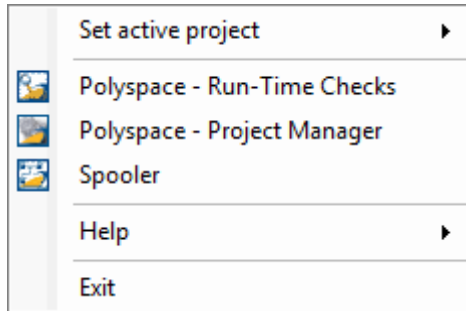 Set active project
Polyspace - Run-Time Checks
Polyspace - Project Manager
Spooler
Help
Exit